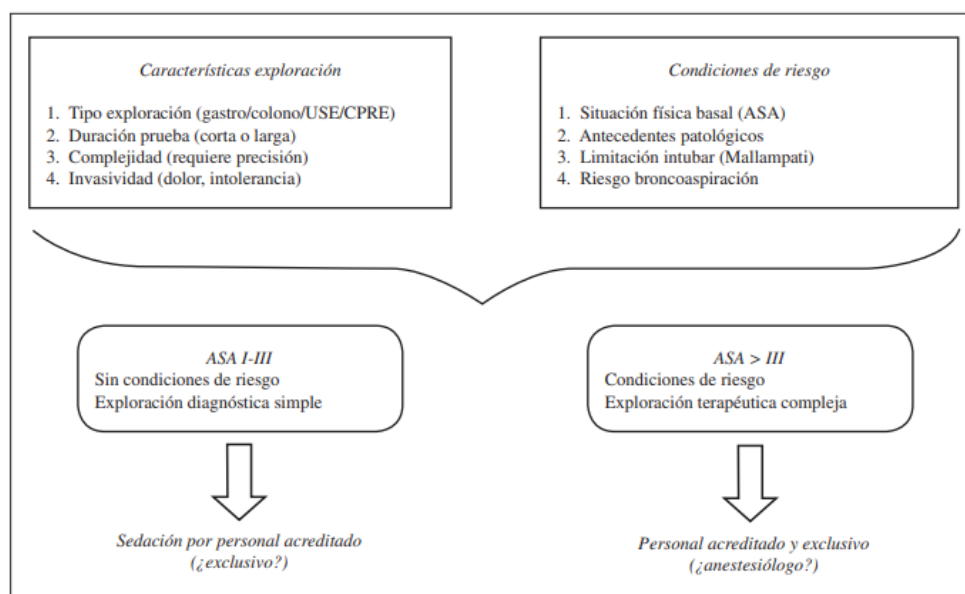 Características exploración
1. Tipo exploración (gastro/colono/USE/CPRE)
2. Duración prueba (corta o larga)
3. Complejidad (requiere precisión)
4. Invasividad (dolor, intolerancia)
Condiciones de riesgo
1. Situación física basal (ASA)
2. Antecedentes patológicos
3. Limitación intubar (Mallampati)
4. Riesgo broncoaspiración
ASA I-III
Sin condiciones de riesgo
Exploración diagnóstica simple
ASA > III
Condiciones de riesgo
Exploración terapéutica compleja
Sedación por personal acreditado
(¿exclusivo?)
Personal acreditado y exclusivo
(¿anestesiólogo?)